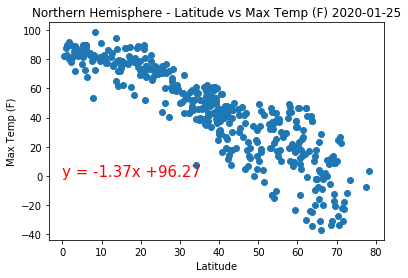 Northern Hemisphere - Latitude vs Max Temp (F) 2020-01-25
100
80
60
40
20
0
−20
−40
Max Temp (F)
y = -1.37x +96.27
0 10 20 30 40 50 60 70 80
Latitude